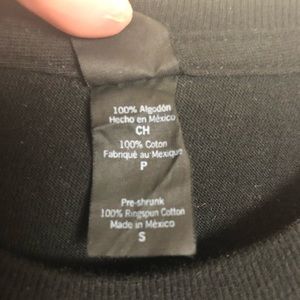 100% Algodón
Hecho en México
CH
100% Coton
Fabriqué au Mexique
P
Pre-shrunk
100% Ringspun Cotton
Made in México
S